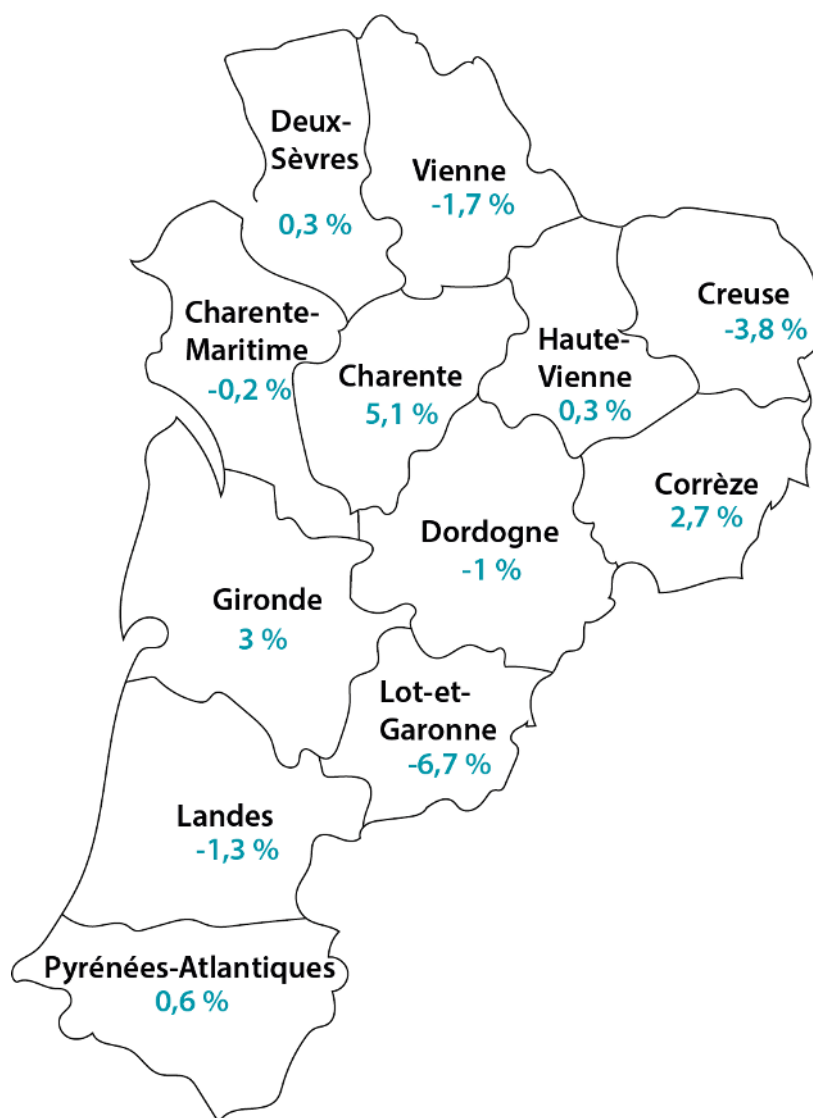 Deux-
Sèvres
0,3 %
Vienne
-1,7 %
Charente-
Maritime
-0,2 %
Charente
5,1 %
Haute-
Vienne
0,3 %
Creuse
-3,8 %
Corrèze
2,7 %
Dordogne
-1 %
Gironde
3 %
Lot-et-
Garonne
-6,7 %
Landes
-1,3 %
Pyrénées-Atlantiques
0,6 %